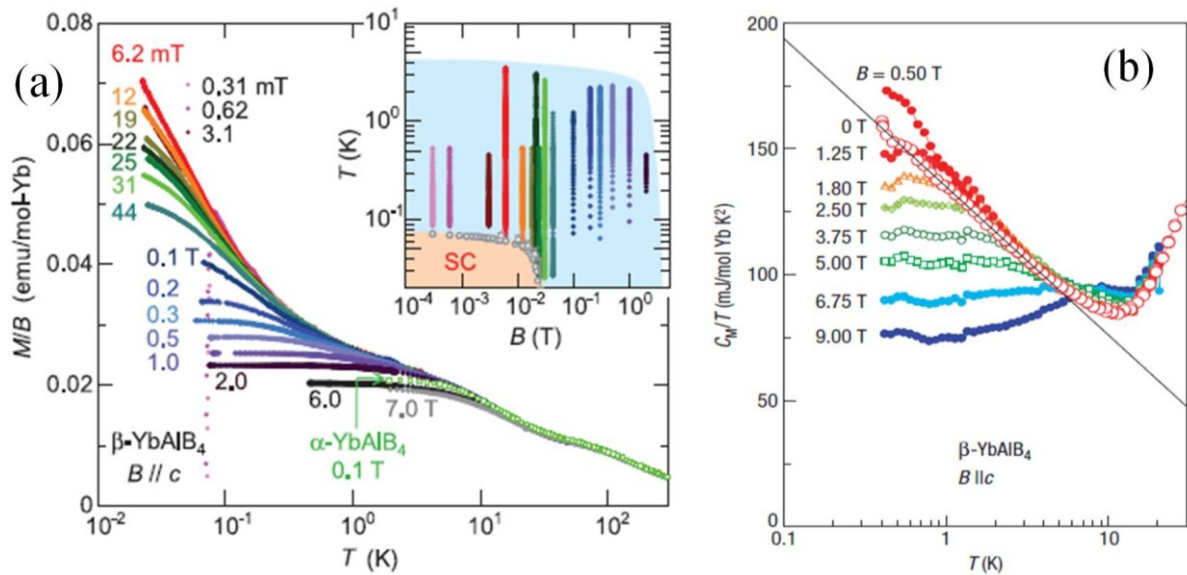 (a)
M/B (emu/mol-Yb)
0.08
0.06
0.04
0.02
0
6.2 mT
12
19
22
25
31
44
0.1 T
0.2
0.3
0.5
1.0
2.0
6.0
7.0 T
0.31 mT
0.62
3.1
β-YbAlB4
B // c
α-YbAlB4
0.1 T
10-2 10-1 100 101 102
T (K)
T (K)
101
100
10-1
SC
10-4 10-3 10-2 10-1 100
B (T)
(b)
CM/T (mJ/mol Yb K2)
200
150
100
50
0
B = 0.50 T
0 T
1.25 T
1.80 T
2.50 T
3.75 T
5.00 T
6.75 T
9.00 T
β-YbAlB4
B ||c
0.1 1 10
T (K)